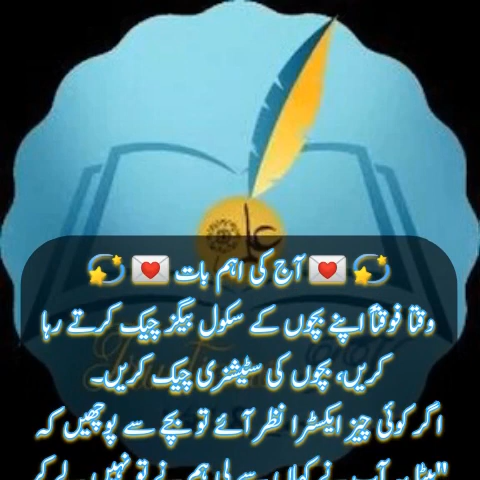 💫 💌 آج کی اہم بات 💌 💫
وقتاً فوقتاً اپنے بچوں کے سکول بیگز چیک کرتے رہا
کریں، بچوں کی سٹیشنری چیک کریں۔
اگر کوئی چیز ایکسٹرا نظر آئے تو بچے سے پوچھیں کہ